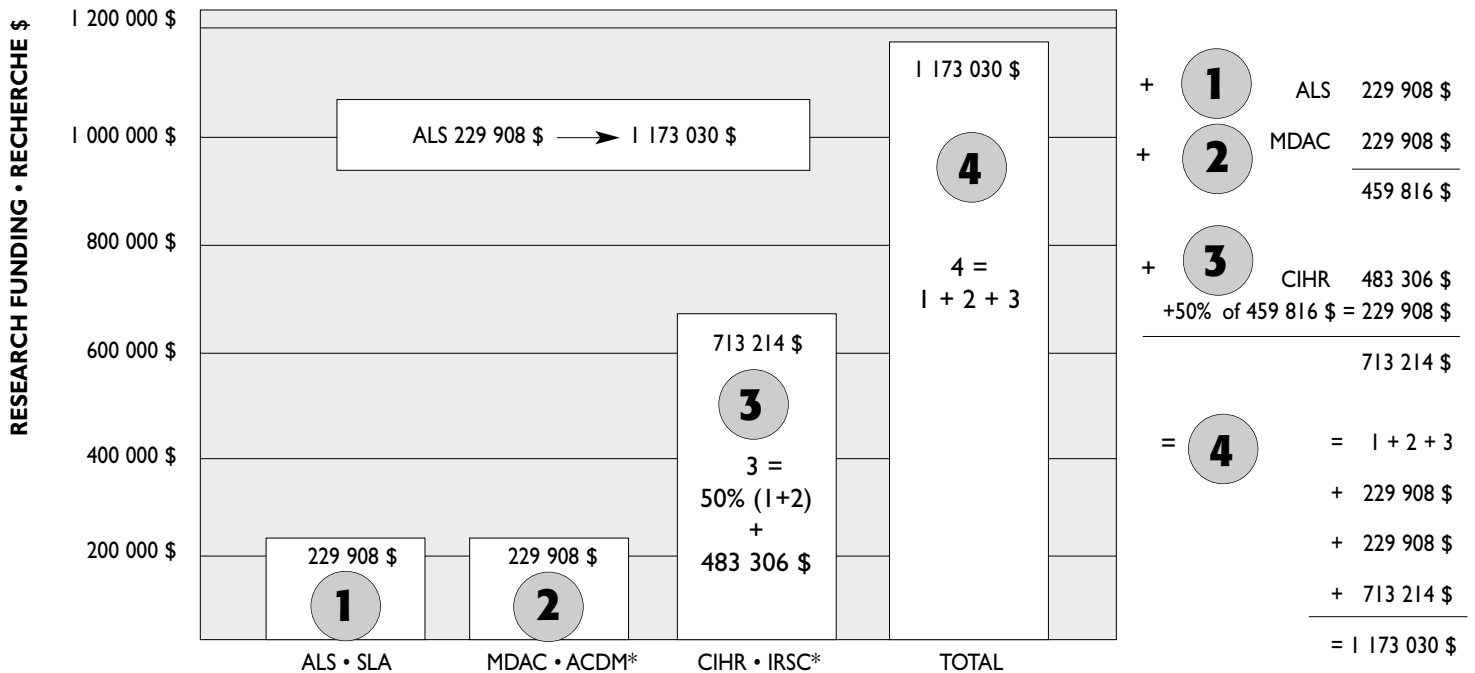 RESEARCH FUNDING • RECHERCHE $
1 200 000 $
1 000 000 $
800 000 $
600 000 $
400 000 $
200 000 $
ALS 229 908 $ → 1 173 030 $
229 908 $
1
229 908 $
2
713 214 $
3
3 =
50% (1+2)
+
483 306 $
1 173 030 $
4
4 =
1 + 2 + 3
ALS • SLA
MDAC • ACDM*
CIHR • IRSC*
TOTAL
+ 1 ALS 229 908 $
+ 2 MDAC 229 908 $
459 816 $
+ 3 CIHR 483 306 $
+50% of 459 816 $ = 229 908 $
713 214 $
= 4 = 1 + 2 + 3
+ 229 908 $
+ 229 908 $
+ 713 214 $
= 1 173 030 $